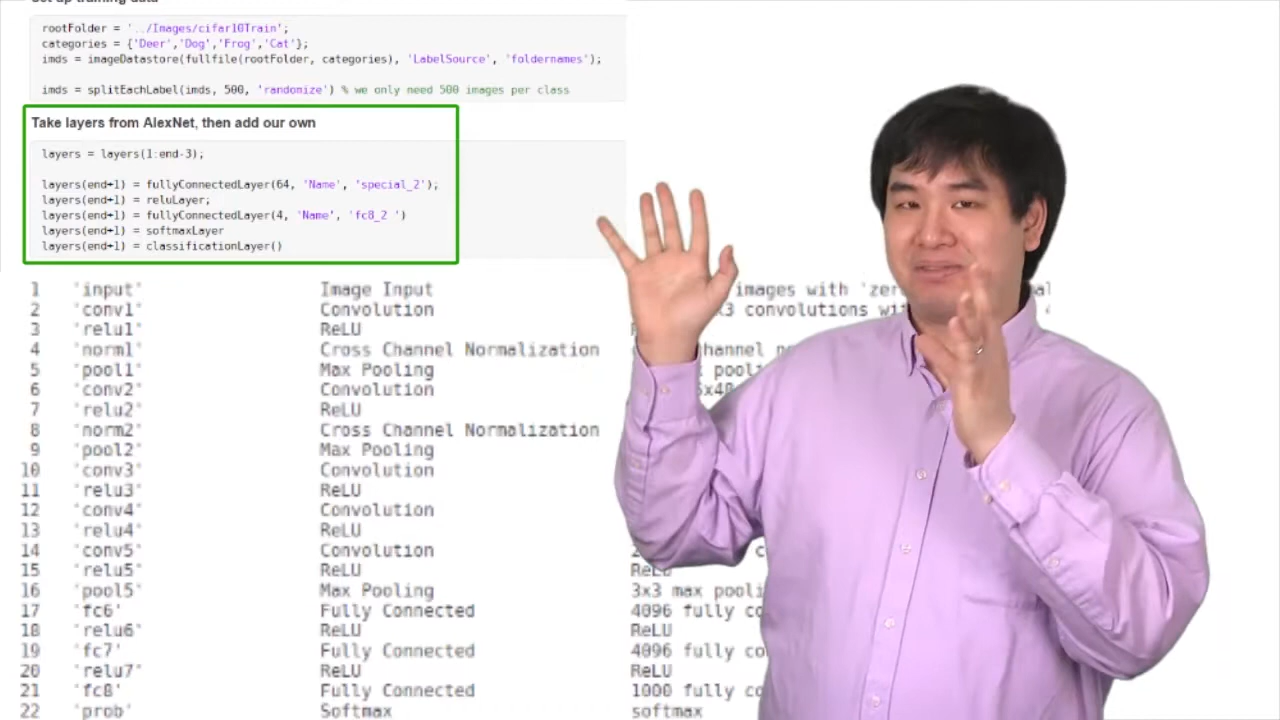 Set up training data
rootFolder = '../Images/cifar10Train';
categories = {'Deer','Dog','Frog','Cat'};
imds = imageDatastore(fullfile(rootFolder, categories), 'LabelSource', 'foldernames');
imds = splitEachLabel(imds, 500, 'randomize') % we only need 500 images per class
Take layers from AlexNet, then add our own
layers = layers(1:end-3);
layers(end+1) = fullyConnectedLayer(64, 'Name', 'special_2');
layers(end+1) = reluLayer;
layers(end+1) = fullyConnectedLayer(4, 'Name', 'fc8_2 ')
layers(end+1) = softmaxLayer
layers(end+1) = classificationLayer()
1 'input' Image Input images with
2 'conv1' Convolution convolutions
3 'relu1' ReLU
4 'norm1' Cross Channel Normalization
5 'pool1' Max Pooling
6 'conv2' Convolution
7 'relu2' ReLU
8 'norm2' Cross Channel Normalization
9 'pool2' Max Pooling
10 'conv3' Convolution
11 'relu3' ReLU
12 'conv4' Convolution
13 'relu4' ReLU
14 'conv5' Convolution
15 'relu5' ReLU ReLU
16 'pool5' Max Pooling 3x3 max pooli
17 'fc6' Fully Connected 4096 fully co
18 'relu6' ReLU ReLU
19 'fc7' Fully Connected 4096 fully co
20 'relu7' ReLU ReLU
21 'fc8' Fully Connected 1000 fully co
22 'prob' Softmax softmax